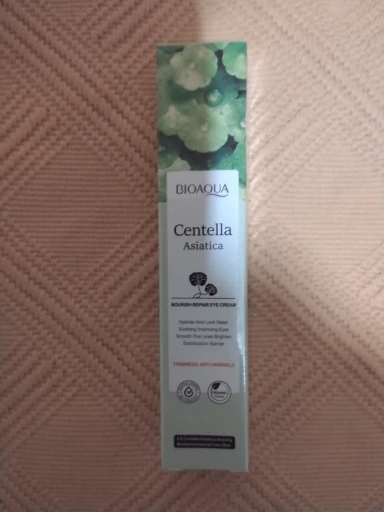 BIOAQUA
Centella
Asiatica
NOURISH REPAIR EYE CREAM
Hydrate And Lock Water
Soothing Improving Eyes
Smooth Fine Lines Brighten
Stabilization Barrier
FIRMNESS ANTI-WRINKLE
ORGANIC